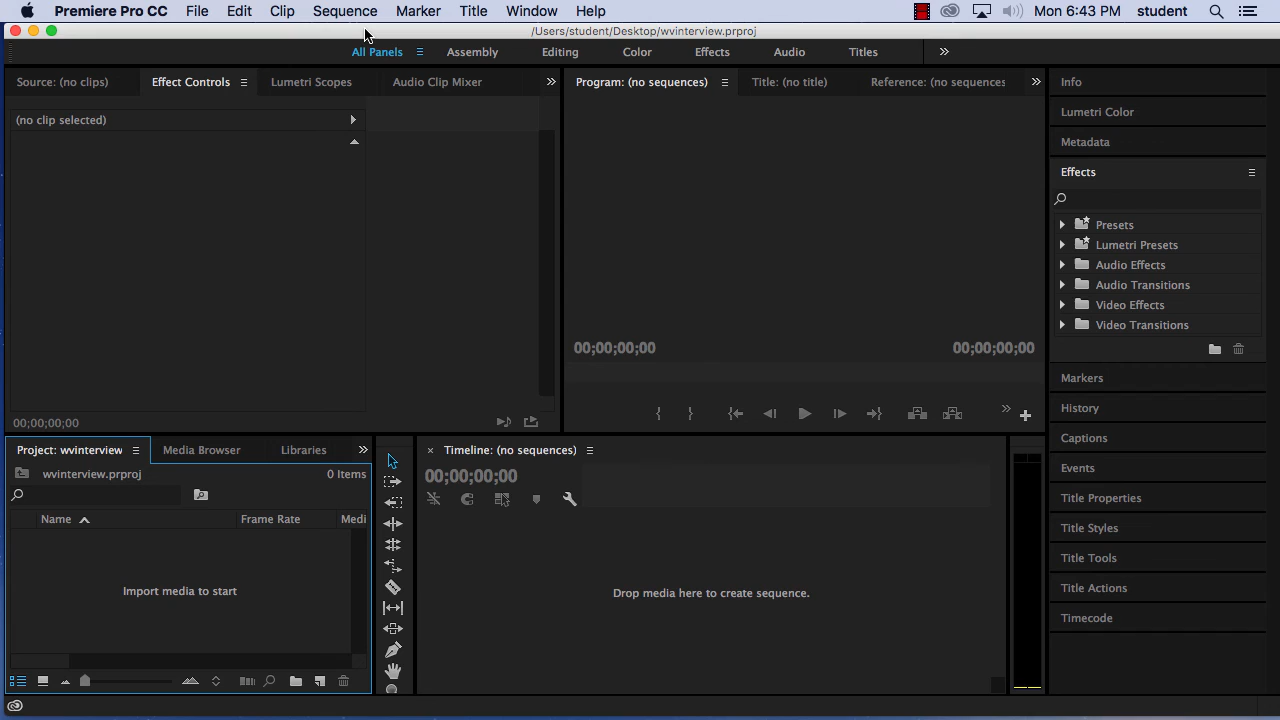 Premiere Pro CC File Edit Clip Sequence Marker Title Window Help Mon 6:43 PM student
/Users/student/Desktop/wvinterview.prproj
All Panels Assembly Editing Color Effects Audio Titles
Source: (no clips) Effect Controls Lumetri Scopes Audio Clip Mixer
Program: (no sequences) Title: (no title) Reference: (no sequences
Info
(no clip selected)
Lumetri Color
Metadata
Effects
Presets
Lumetri Presets
Audio Effects
Audio Transitions
Video Effects
Video Transitions
00;00;00;00 00;00;00;00
Markers
History
00;00;00;00
Captions
Events
Title Properties
Title Styles
Title Tools
Title Actions
Timecode
Project: wvinterview Media Browser Libraries
wvinterview.prproj 0 Items
Name Frame Rate Medi
Import media to start
Timeline: (no sequences)
00;00;00;00
Drop media here to create sequence.